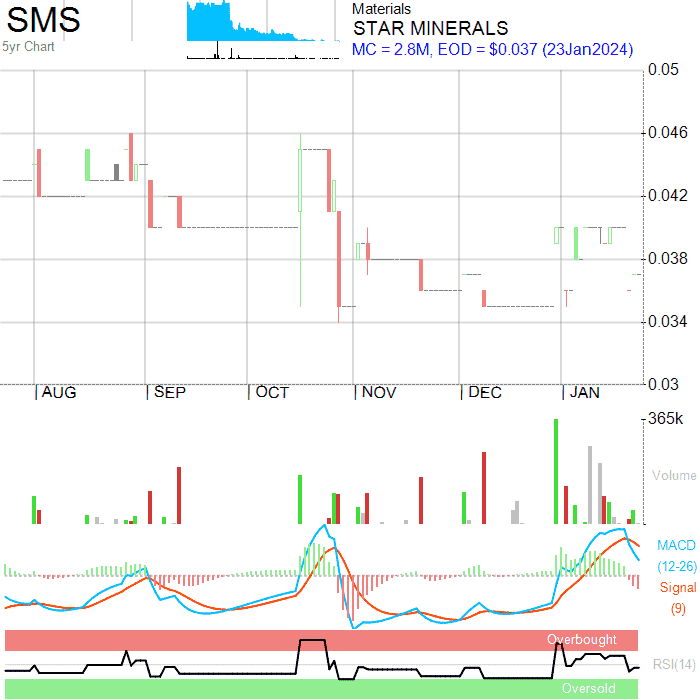 SMS
5yr Chart
Materials
STAR MINERALS
MC = 2.8M, EOD = $0.037 (23Jan2024)
0.05
0.046
0.042
0.038
0.034
0.03
AUG SEP OCT NOV DEC JAN
365k
Volume
MACD
(12-26)
Signal
(9)
Overbought
RSI(14)
Oversold